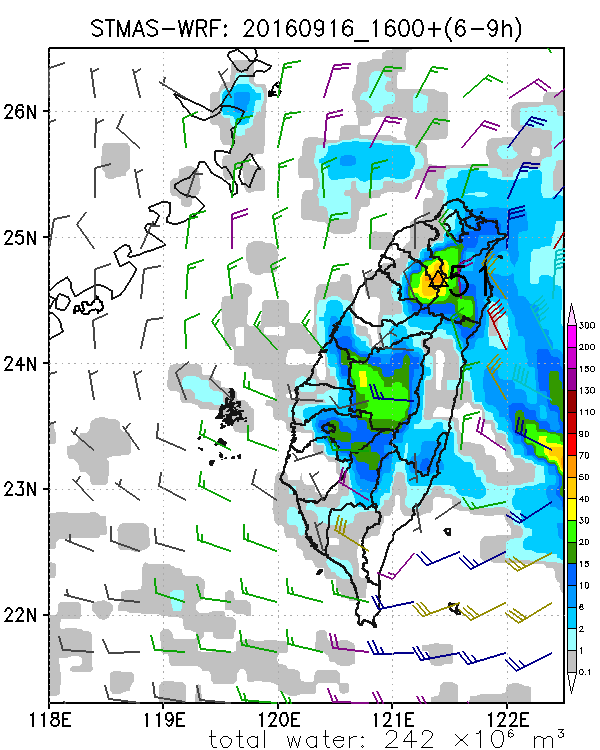 STMAS-WRF: 20160916_1600+(6-9h)
26N
25N
24N
23N
22N
118E 119E 120E 121E 122E
300
200
150
130
110
90
70
50
40
30
20
15
10
6
2
1
0.1
total water: 242 ×10⁶ m³